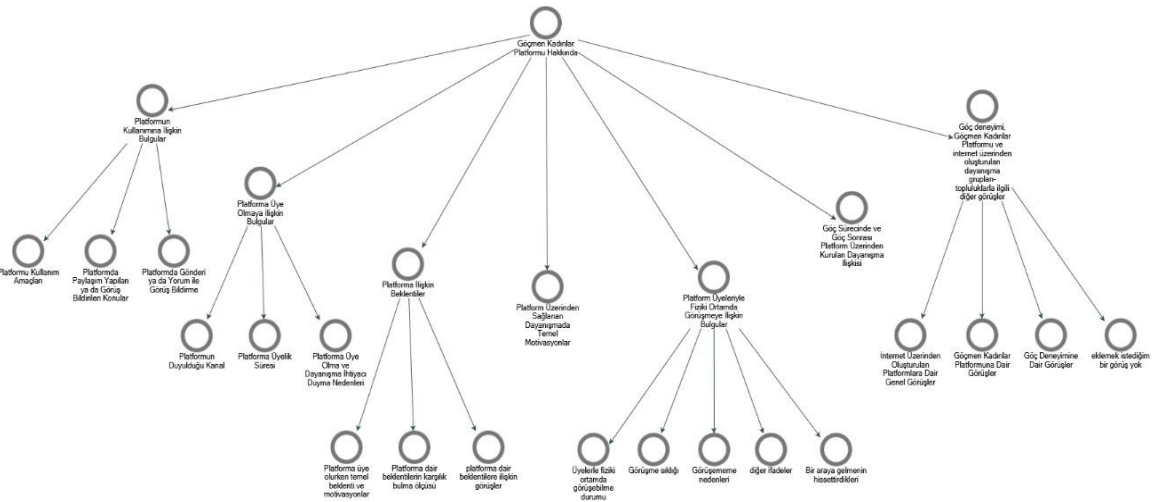 Göçmen Kadınlar
Platformu Hakkında
Platformun
Kullanımına İlişkin
Bulgular
Göç deneyimi,
Göçmen Kadınlar
Platformu ve
internet üzerinden
oluşturulan
dayanışma
grupları-
topluluklarla ilgili
diğer görüşler
Platforma Üye
Olmaya İlişkin
Bulgular
Göç Sürecinde ve
Göç Sonrası
Platform Üzerinden
Kurulan Dayanışma
İlişkisi
Platformu Kullanım
Amaçları
Platformda
Paylaşım Yapılan
ya da Görüş
Bildirilen Konular
Platformda Gönderi
ya da Yorum ile
Görüş Bildirme
Platforma İlişkin
Beklentiler
Platform Üzerinden
Sağlanan
Dayanışmada
Temel
Motivasyonlar
Platform Üyeleriyle
Fiziki Ortamda
Görüşmeye İlişkin
Bulgular
Platformun
Duyulduğu Kanal
Platforma Üyelik
Süresi
Platforma Üye
Olma ve
Dayanışma İhtiyacı
Duyma Nedenleri
İnternet Üzerinden
Oluşturulan
Platformlara Dair
Genel Görüşler
Göçmen Kadınlar
Platformuna Dair
Görüşler
Göç Deneyimine
Dair Görüşler
eklemek istediğim
bir görüş yok
Platforma üye
olurken temel
beklenti ve
motivasyonlar
Platforma dair
beklentilerin karşılık
bulma ölçüsü
platforma dair
beklentilere ilişkin
görüşler
Üyelerle fiziki
ortamda
görüşebilme
durumu
Görüşme sıklığı
Görüşememe
nedenleri
diğer ifadeler
Bir araya gelmenin
hissettirdikleri